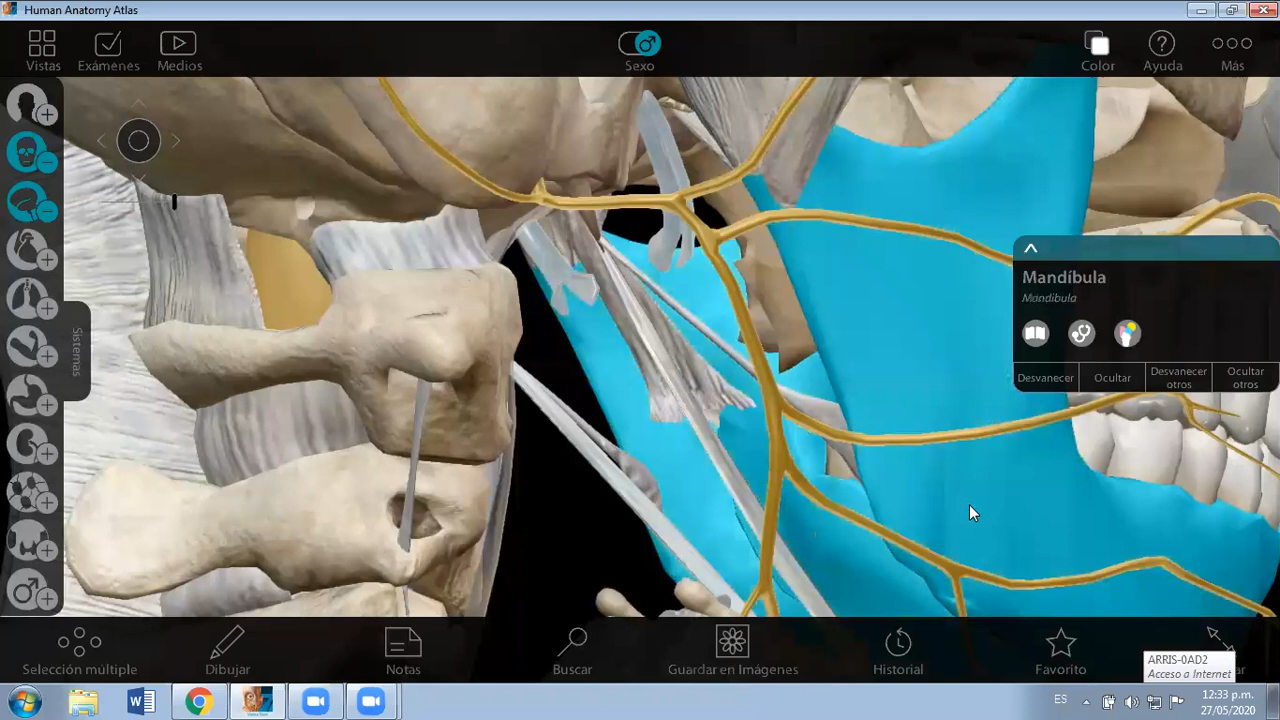 Human Anatomy Atlas
Vistas
Exámenes
Medios
Sexo
Color
Ayuda
Más
Sistemas
Mandíbula
Mandíbula
Desvanecer
Ocultar
Desvanecer otros
Ocultar otros
Selección múltiple
Dibujar
Notas
Buscar
Guardar en Imágenes
Historial
Favorito
ar
ARRIS-0AD2
Acceso a Internet
ES
12:33 p.m.
27/05/2020